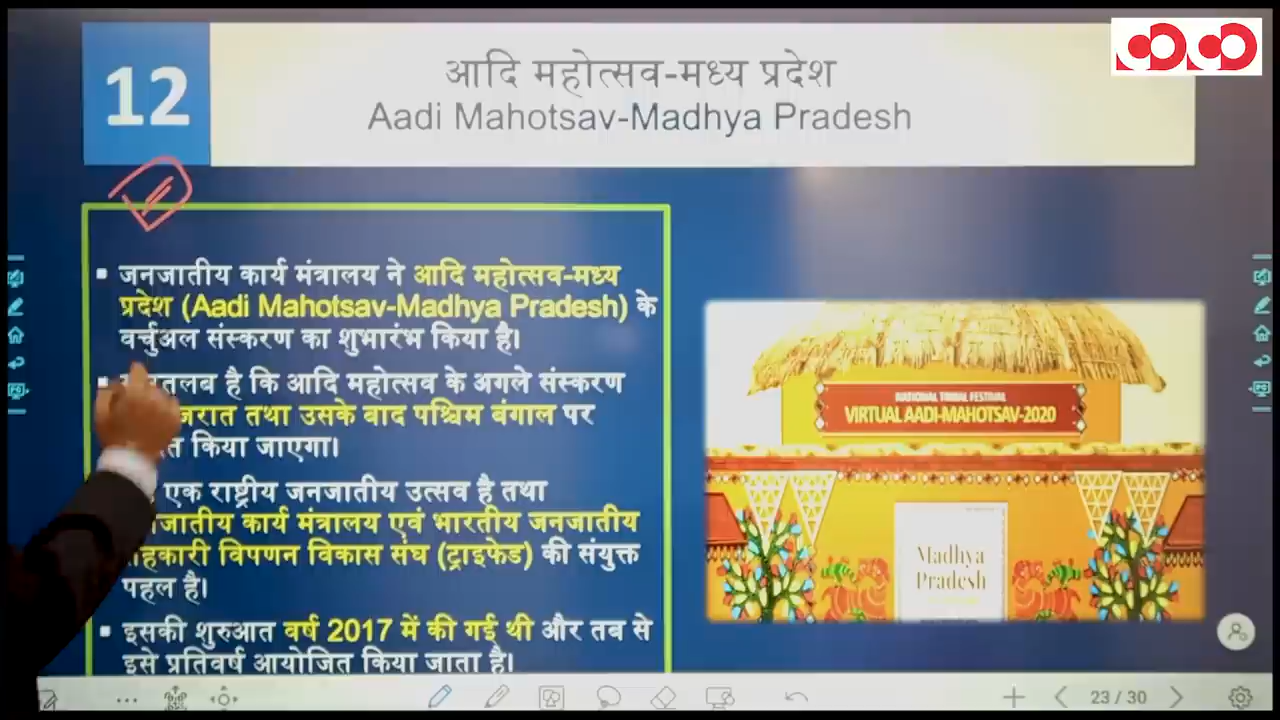 12
आदि महोत्सव-मध्य प्रदेश
Aadi Mahotsav-Madhya Pradesh
▪ जनजातीय कार्य मंत्रालय ने आदि महोत्सव-मध्य
प्रदेश (Aadi Mahotsav-Madhya Pradesh) के
वर्चुअल संस्करण का शुभारंभ किया है।
है कि आदि महोत्सव के अगले संस्करण
तथा उसके बाद पश्चिम बंगाल पर
किया जाएगा।
एक राष्ट्रीय जनजातीय उत्सव है तथा
कार्य मंत्रालय एवं भारतीय जनजातीय
विपणन विकास संघ (ट्राइफेड) की संयुक्त
पहल है।
▪ इसकी शुरुआत वर्ष 2017 में की गई थी और तब से
इसे प्रतिवर्ष आयोजित किया जाता है।
NATIONAL TRIBAL FESTIVAL
VIRTUAL AADI-MAHOTSAV-2020
Madhya
Pradesh
23 / 30